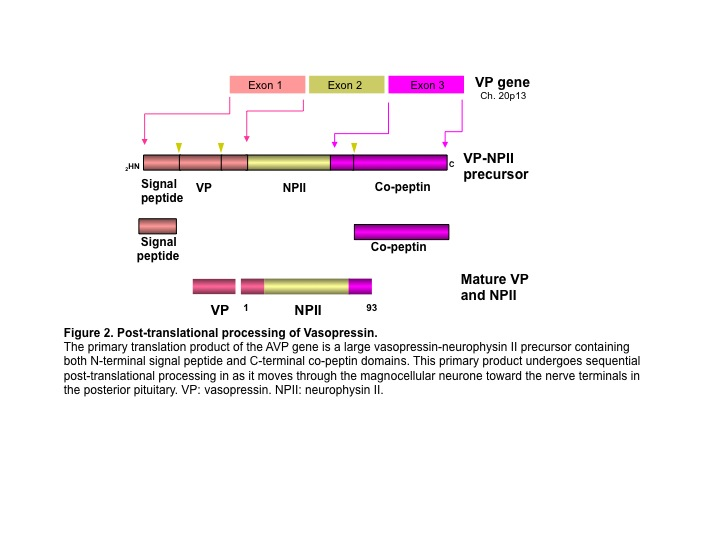 Exon 1 Exon 2 Exon 3 VP gene
Ch. 20p13
2HN C VP-NPII
precursor
Signal
peptide VP NPII Co-peptin
Signal
peptide Co-peptin
Mature VP
and NPII
VP 1 NPII 93
Figure 2. Post-translational processing of Vasopressin.
The primary translation product of the AVP gene is a large vasopressin-neurophysin II precursor containing
both N-terminal signal peptide and C-terminal co-peptin domains. This primary product undergoes sequential
post-translational processing in as it moves through the magnocellular neurone toward the nerve terminals in
the posterior pituitary. VP: vasopressin. NPII: neurophysin II.